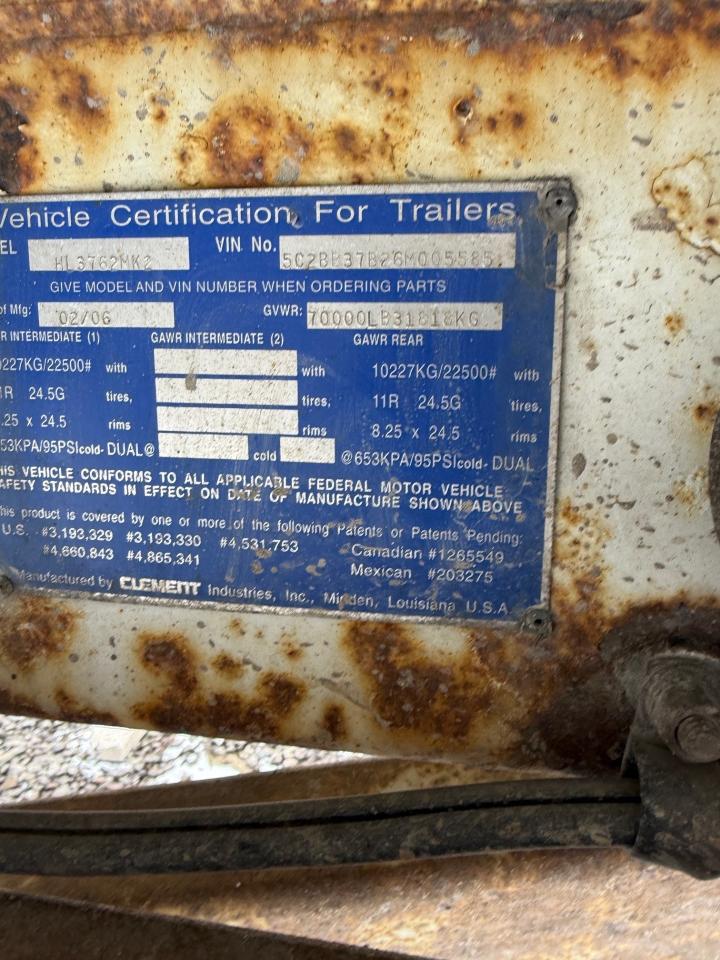 Vehicle Certification For Trailers
EL HL3762MK2 VIN No. 5C2BB37B26M005585
GIVE MODEL AND VIN NUMBER WHEN ORDERING PARTS
of Mfg: 02/06 GVWR: 70000LB31818KG
R INTERMEDIATE (1) GAWR INTERMEDIATE (2) GAWR REAR
0227KG/22500# with with 10227KG/22500# with
1R 24.5G tires, tires, 11R 24.5G tires,
.25 x 24.5 rims rims 8.25 x 24.5 rims
653KPA/95PSI cold- DUAL @ cold @ 653KPA/95PSI cold- DUAL
HIS VEHICLE CONFORMS TO ALL APPLICABLE FEDERAL MOTOR VEHICLE
AFETY STANDARDS IN EFFECT ON DATE OF MANUFACTURE SHOWN ABOVE
This product is covered by one or more of the following Patents or Patents Pending:
U.S. #3,193,329 #3,193,330 #4,531,753 Canadian #1265549
#4,660,843 #4,865,341 Mexican #203275
Manufactured by CLEMENT Industries, Inc., Minden, Louisiana U.S.A.